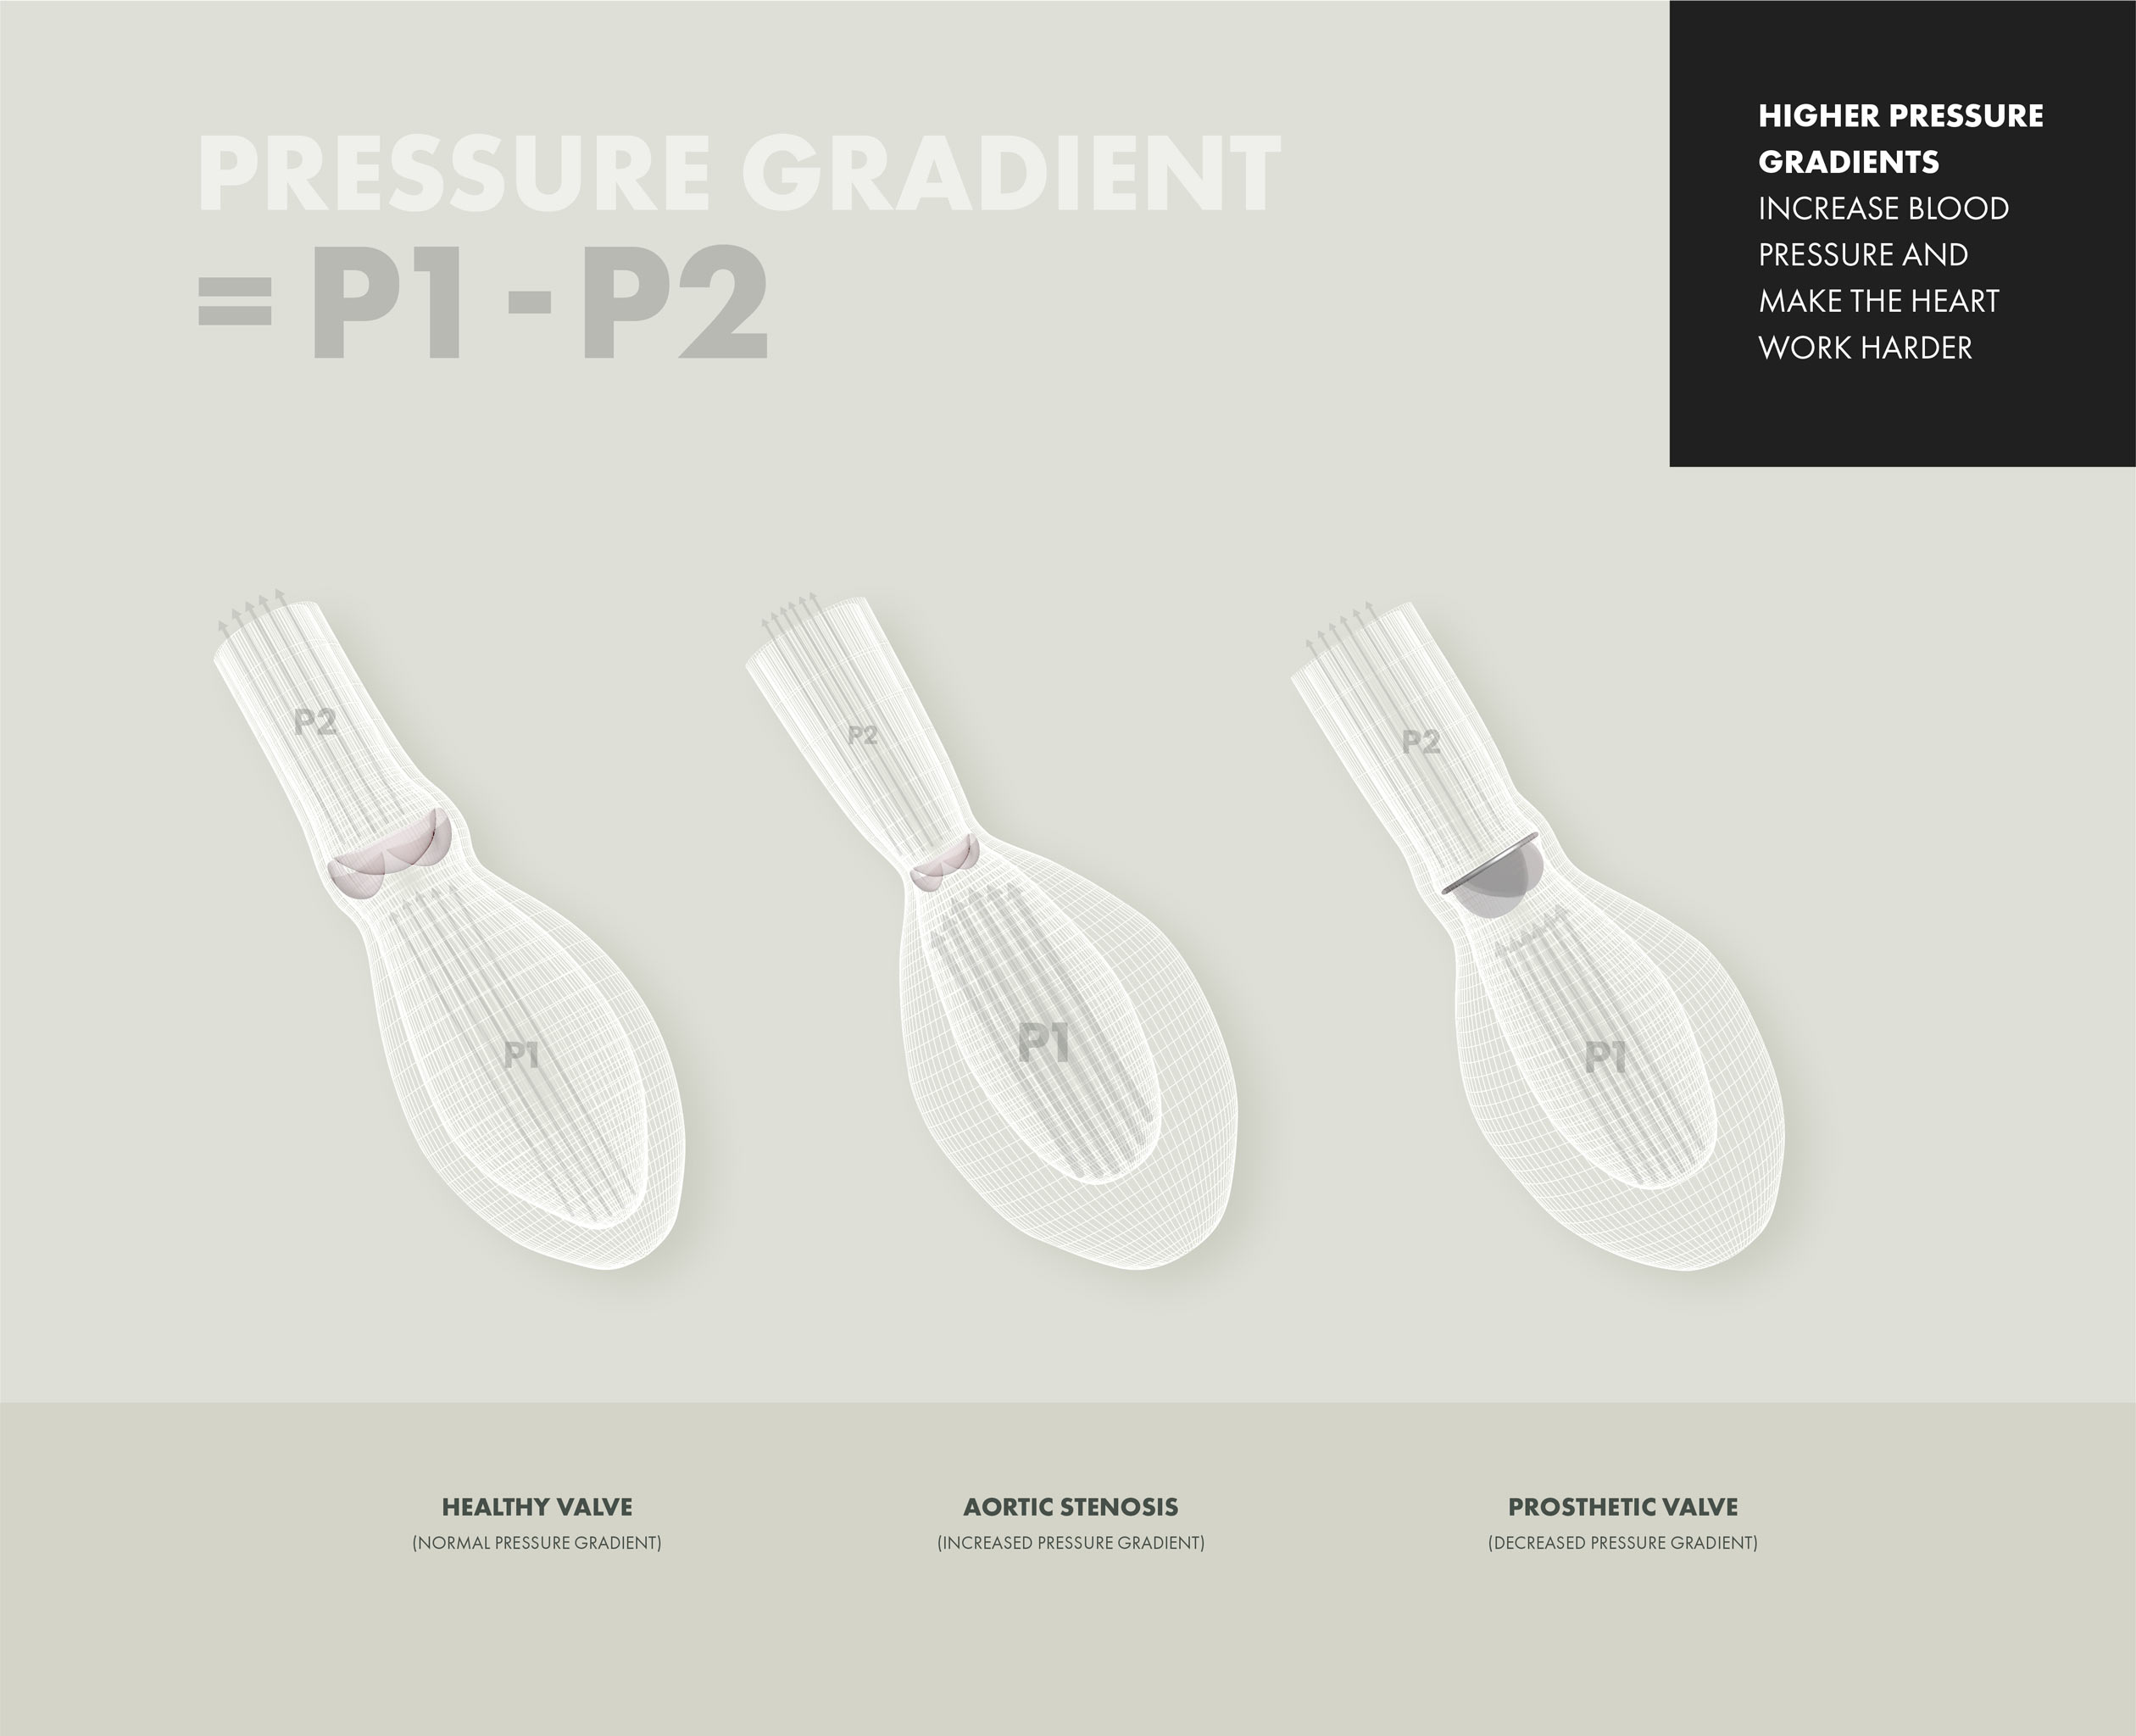 PRESSURE GRADIENT
= P1 - P2
HIGHER PRESSURE
GRADIENTS
INCREASE BLOOD
PRESSURE AND
MAKE THE HEART
WORK HARDER
P2
P1
P2
P1
P2
P1
HEALTHY VALVE
(NORMAL PRESSURE GRADIENT)
AORTIC STENOSIS
(INCREASED PRESSURE GRADIENT)
PROSTHETIC VALVE
(DECREASED PRESSURE GRADIENT)